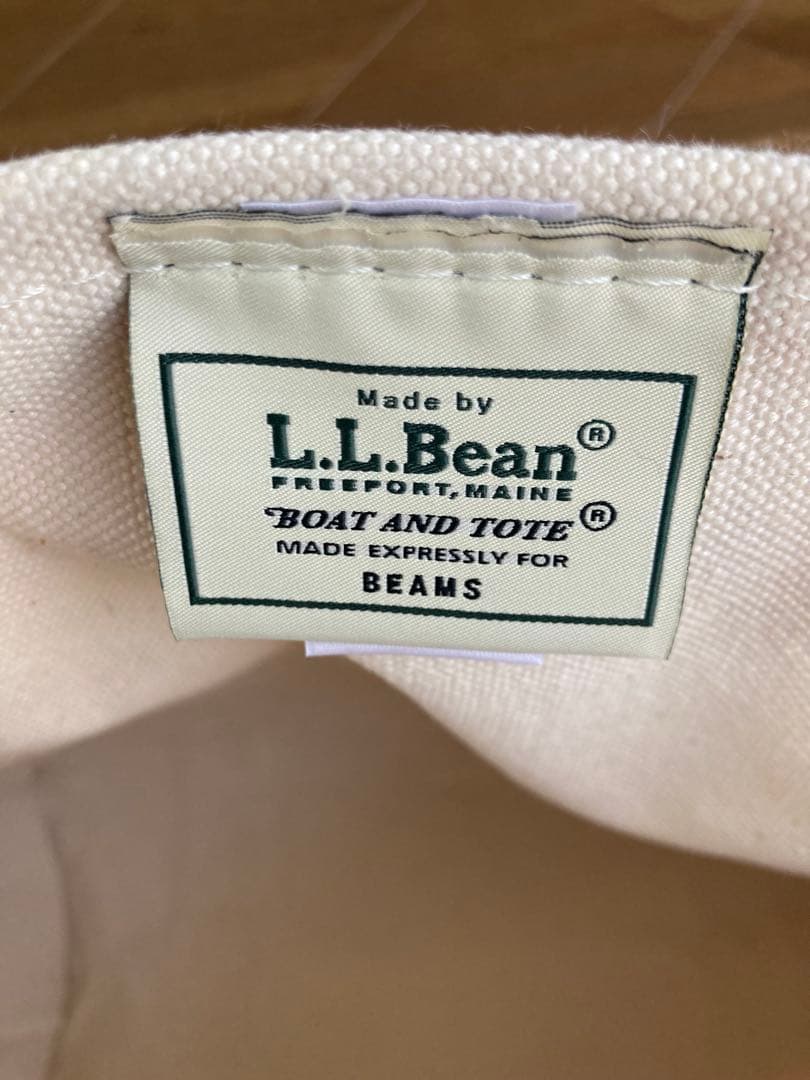 Made by
L.L.Bean®
FREEPORT, MAINE
BOAT AND TOTE®
MADE EXPRESSLY FOR
BEAMS